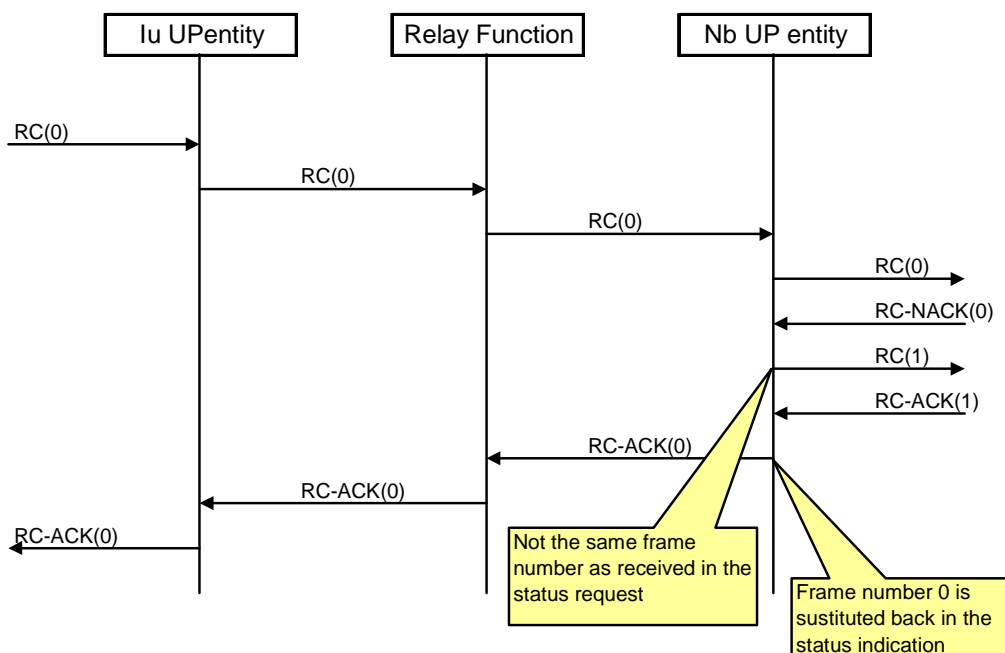 Iu UPentity
Relay Function
Nb UP entity
RC(0)
RC(0)
RC(0)
RC(0)
RC-NACK(0)
RC(1)
RC-ACK(1)
RC-ACK(0)
RC-ACK(0)
RC-ACK(0)
Not the same frame
number as received in the
status request
Frame number 0 is
sustituted back in the
status indication